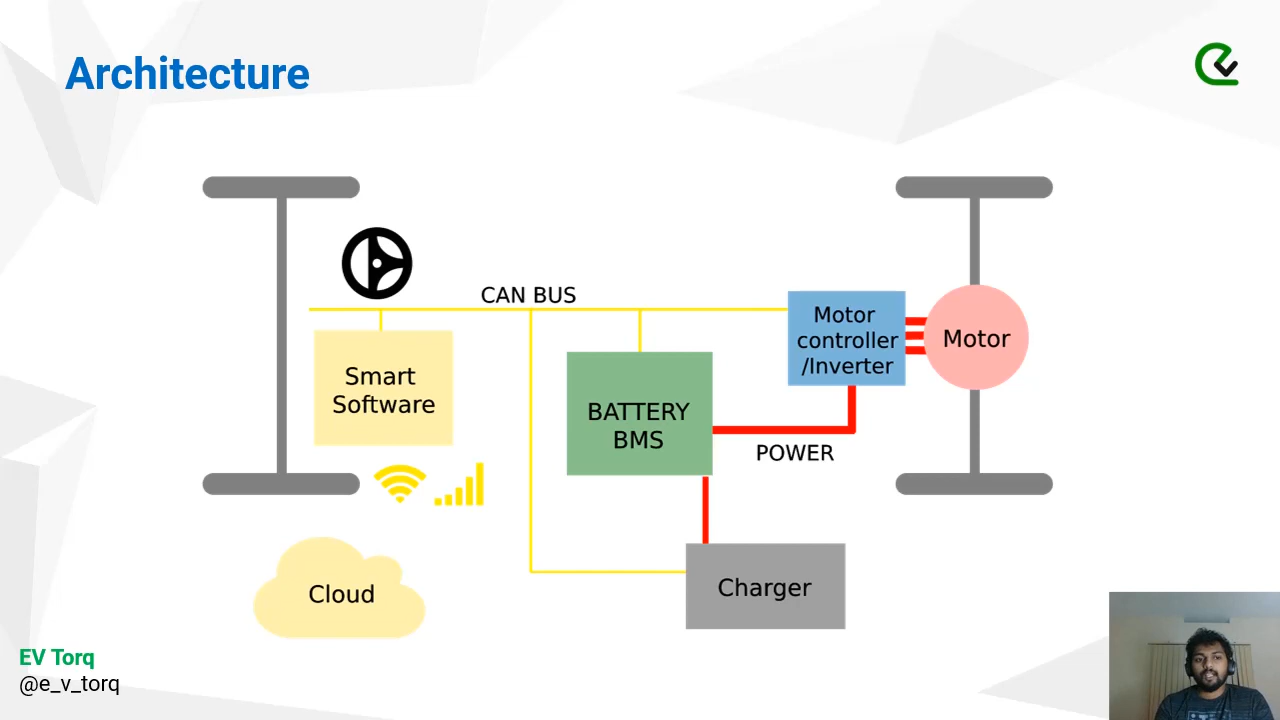 Architecture
CAN BUS
Motor
controller
/Inverter
Motor
Smart
Software
BATTERY
BMS
POWER
Charger
Cloud
EV Torq
@e_v_torq